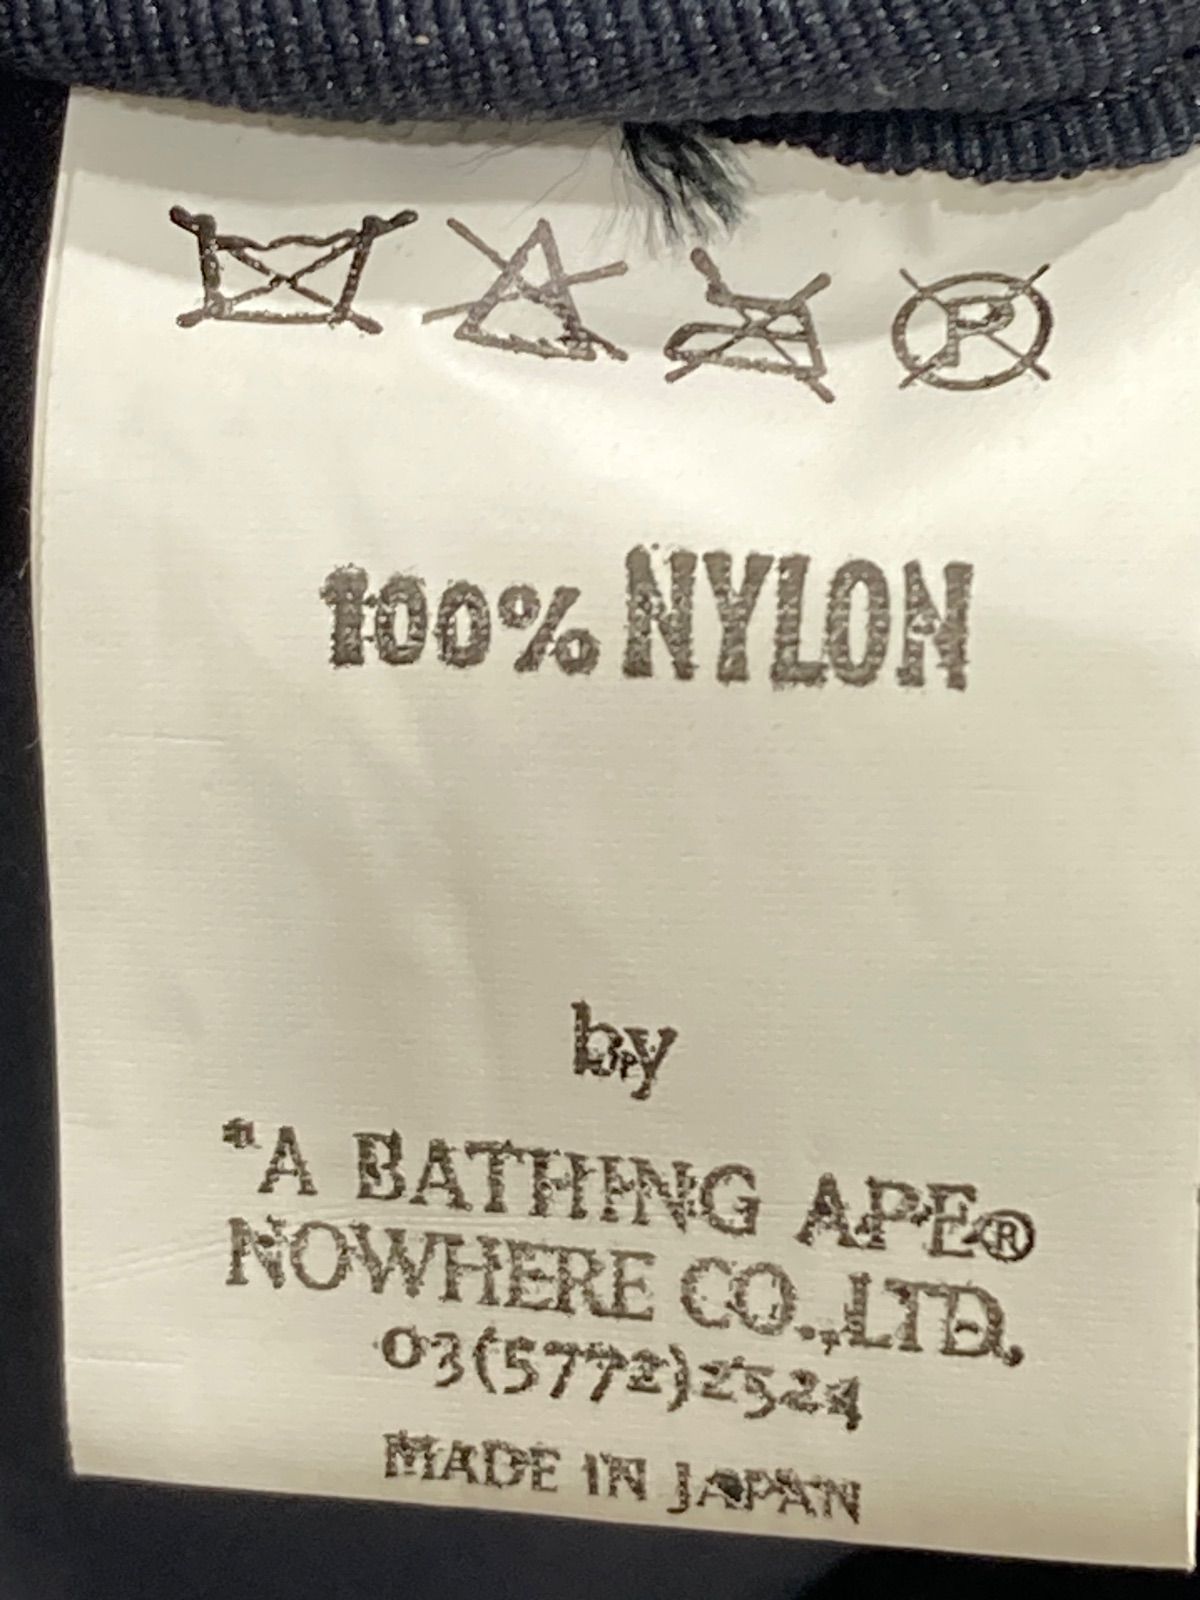 P
100% NYLON
by
"A BATHING APE®
NOWHERE CO.,LTD.
03(5772)2524
MADE IN JAPAN